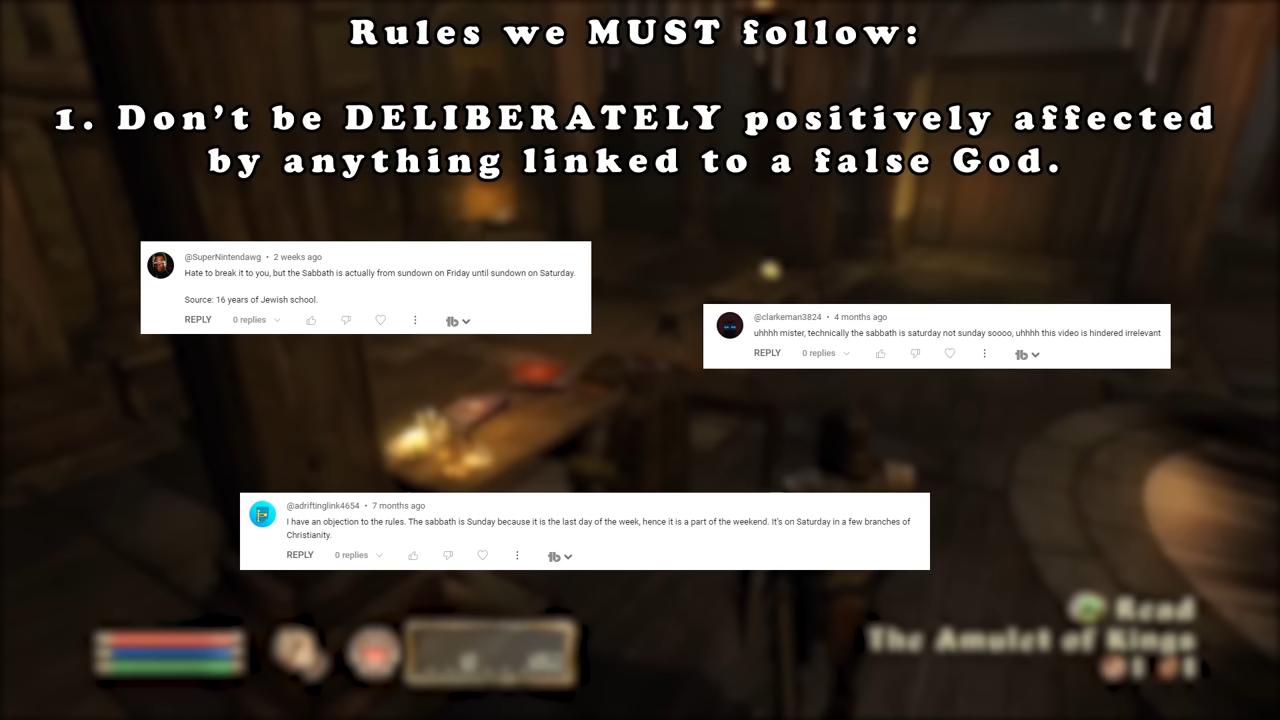 Rules we MUST follow:
1. Don't be DELIBERATELY positively affected
by anything linked to a false God.
@SuperNintendawg • 2 weeks ago
Hate to break it to you, but the Sabbath is actually from sundown on Friday until sundown on Saturday.
Source: 16 years of Jewish school.
REPLY 0 replies
@clarkeman3824 • 4 months ago
uhhhh mister, technically the sabbath is saturday not sunday soooo, uhhhh this video is hindered irrelevant
REPLY 0 replies
@adriftinglink4654 • 7 months ago
I have an objection to the rules. The sabbath is Sunday because it is the last day of the week, hence it is a part of the weekend. It's on Saturday in a few branches of
Christianity.
REPLY 0 replies
Read
The Amulet of Kings